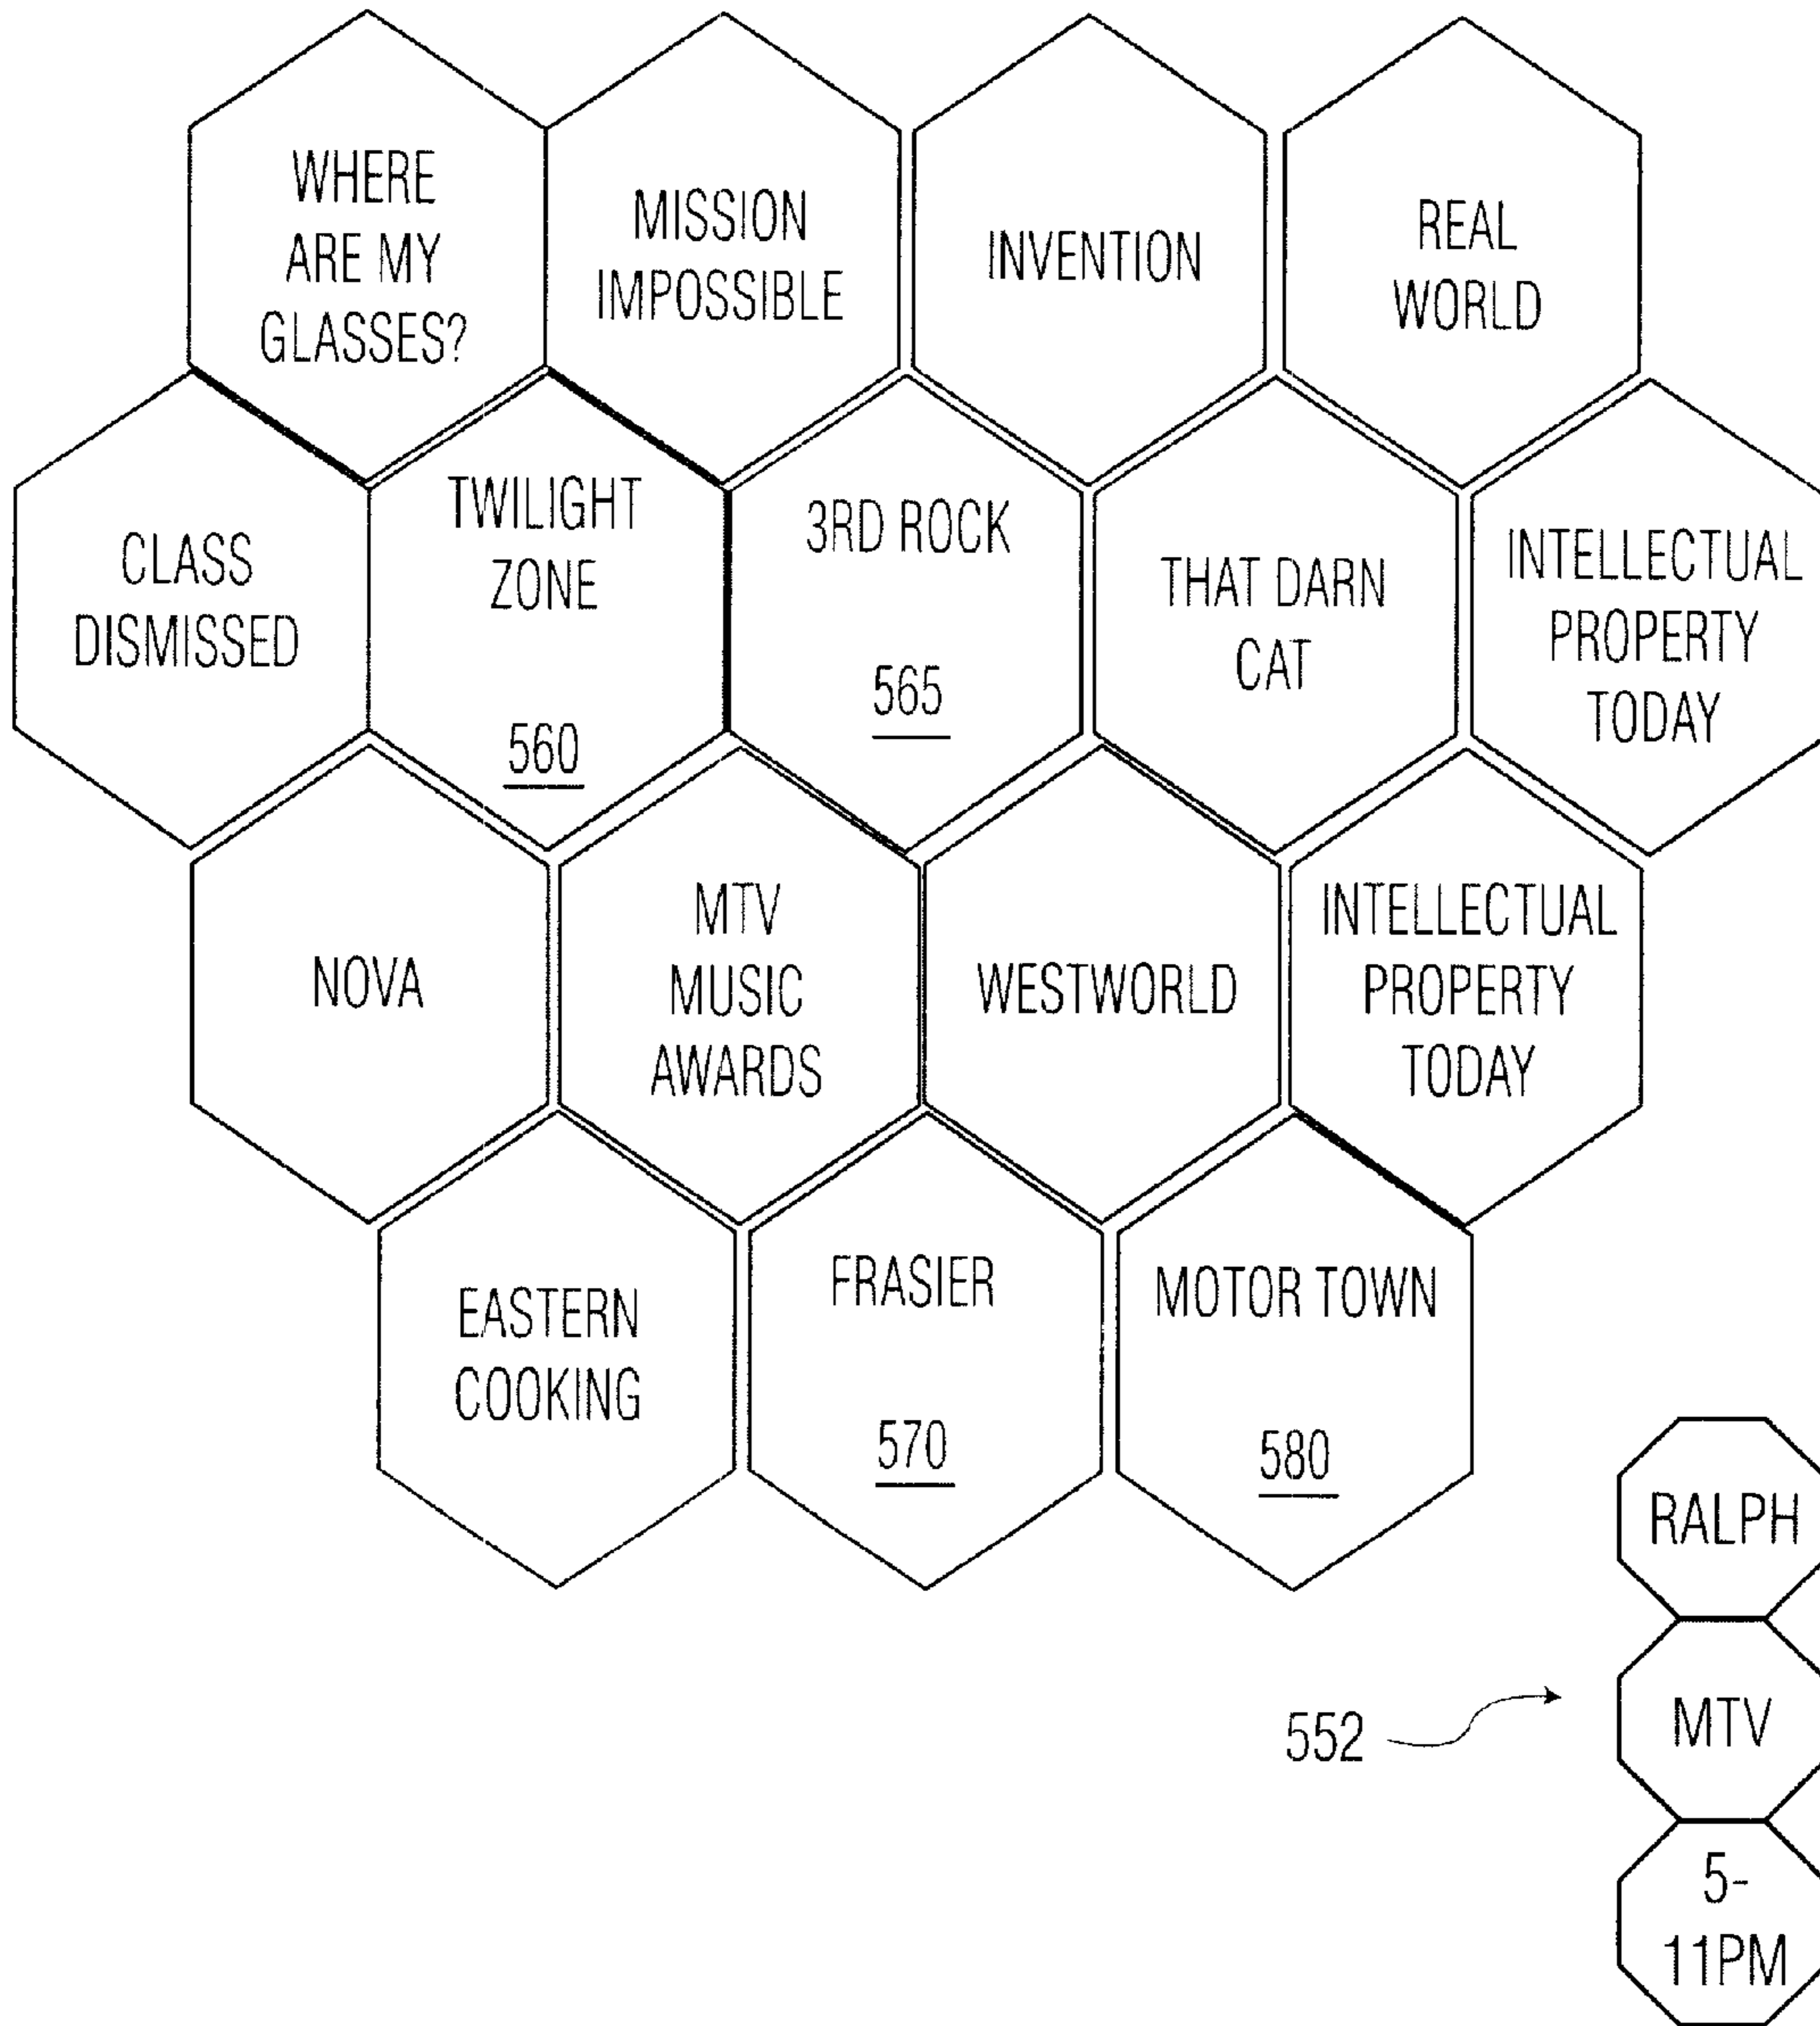 WHERE
ARE MY
GLASSES?
MISSION
IMPOSSIBLE
INVENTION
REAL
WORLD
CLASS
DISMISSED
TWILIGHT
ZONE
560
3RD ROCK
565
THAT DARN
CAT
INTELLECTUAL
PROPERTY
TODAY
NOVA
MTV
MUSIC
AWARDS
WESTWORLD
INTELLECTUAL
PROPERTY
TODAY
EASTERN
COOKING
FRASIER
570
MOTOR TOWN
580
RALPH
552
MTV
5-
11PM